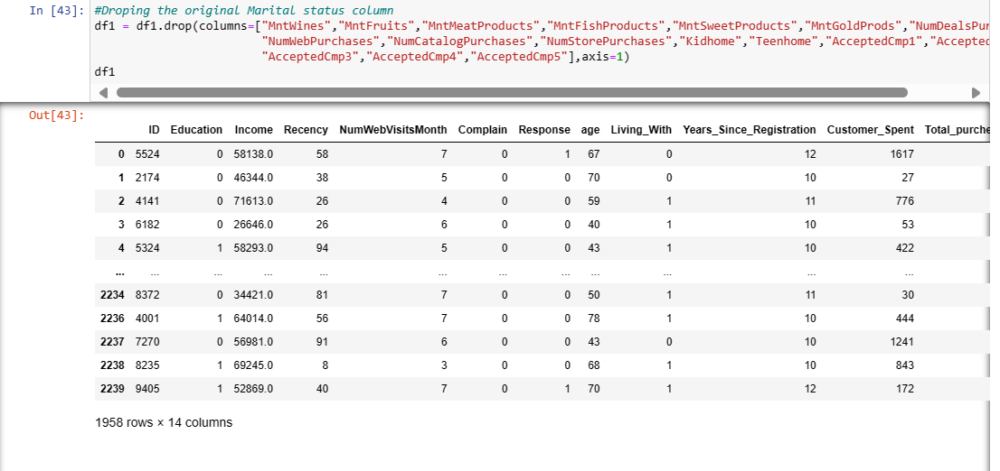 In [43]: #Droping the original Marital status column
df1 = df1.drop(columns=["MntWines","MntFruits","MntMeatProducts","MntFishProducts","MntSweetProducts","MntGoldProds","NumDealsPur
"NumWebPurchases","NumCatalogPurchases","NumStorePurchases","Kidhome","Teenhome","AcceptedCmp1","Accepted
"AcceptedCmp3","AcceptedCmp4","AcceptedCmp5"],axis=1)
df1
Out[43]:
ID Education Income Recency NumWebVisitsMonth Complain Response age Living_With Years_Since_Registration Customer_Spent Total_purche
0 5524 0 58138.0 58 7 0 1 67 0 12 1617
1 2174 0 46344.0 38 5 0 0 70 0 10 27
2 4141 0 71613.0 26 4 0 0 59 1 11 776
3 6182 0 26646.0 26 6 0 0 40 1 10 53
4 5324 1 58293.0 94 5 0 0 43 1 10 422
... ... ... ... ... ... ... ... ... ... ... ...
2234 8372 0 34421.0 81 7 0 0 50 1 11 30
2236 4001 1 64014.0 56 7 0 0 78 1 10 444
2237 7270 0 56981.0 91 6 0 0 43 0 10 1241
2238 8235 1 69245.0 8 3 0 0 68 1 10 843
2239 9405 1 52869.0 40 7 0 1 70 1 12 172
1958 rows × 14 columns